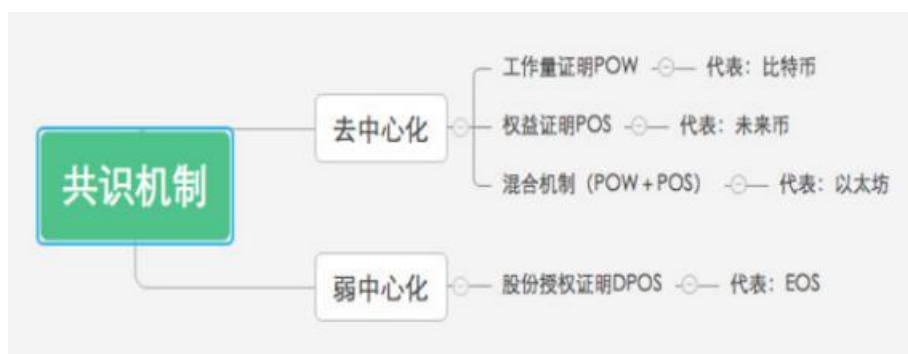 共识机制
去中心化
工作量证明POW 代表：比特币
权益证明POS 代表：未来币
混合机制（POW+POS） 代表：以太坊
弱中心化
股份授权证明DPOS 代表：EOS